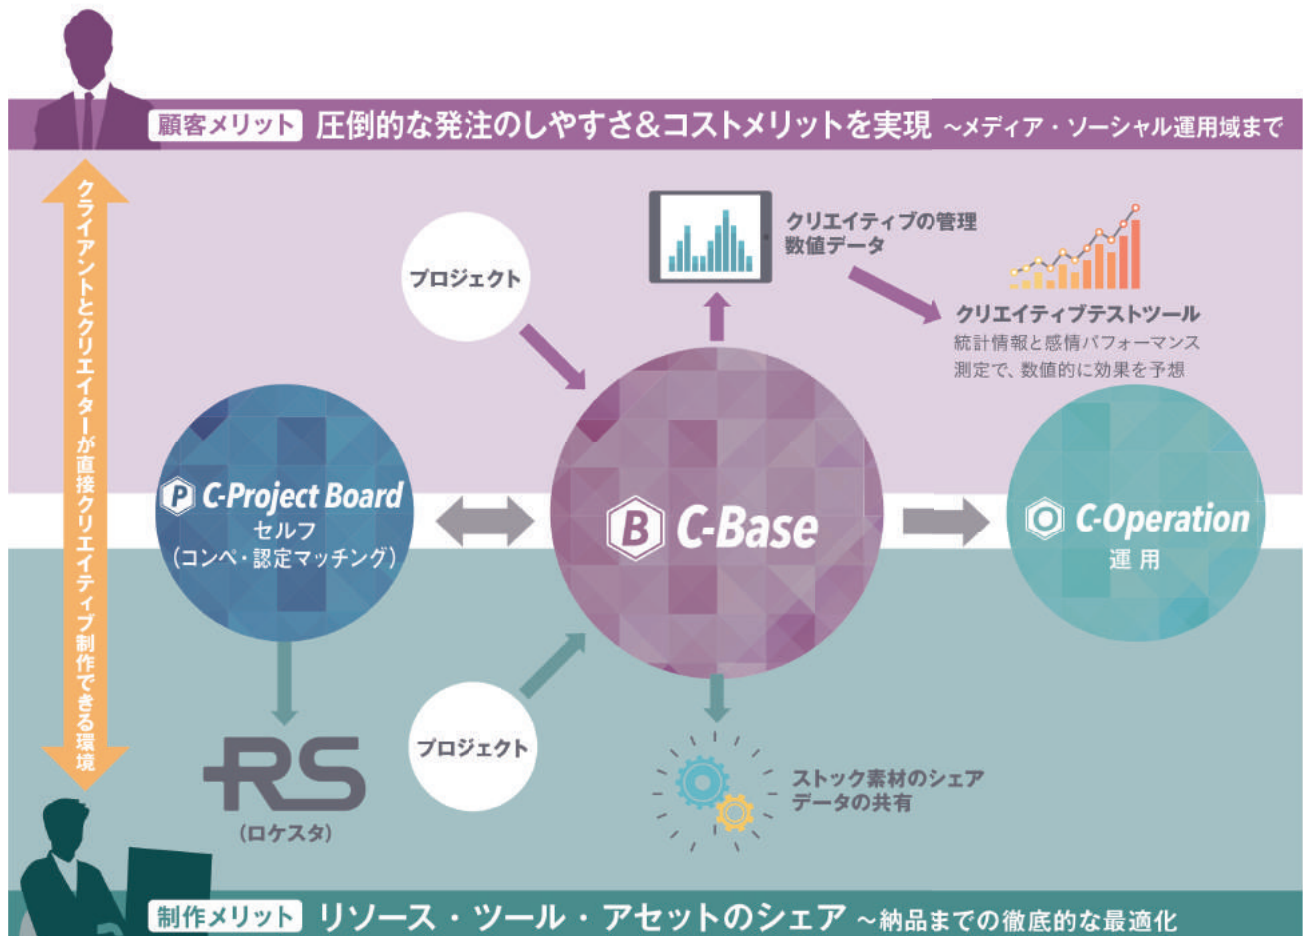 顧客メリット 圧倒的な発注のしやすさ&コストメリットを実現 ～メディア・ソーシャル運用域まで
クライアントとクリエイターが直接クリエイティブ制作できる環境
プロジェクト
クリエイティブの管理
数値データ
クリエイティブテストツール
統計情報と感情パフォーマンス
測定で、数値的に効果を予想
P C-Project Board
セルフ
(コンペ・認定マッチング)
B C-Base
O C-Operation
運用
プロジェクト
RS
(ロケスタ)
ストック素材のシェア
データの共有
制作メリット リソース・ツール・アセットのシェア ～納品までの徹底的な最適化